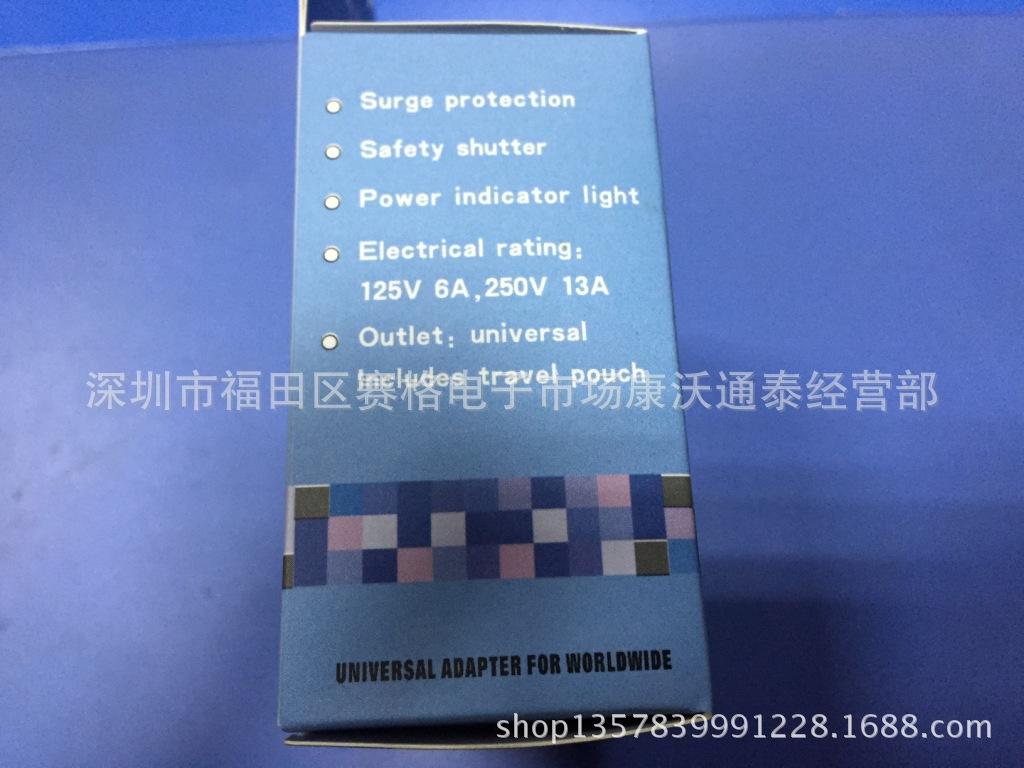 Surge protection
Safety shutter
Power indicator light
Electrical rating:
125V 6A,250V 13A
Outlet: universal
Includes travel pouch
深圳市福田区赛格电子市场康沃通泰经营部
UNIVERSAL ADAPTER FOR WORLDWIDE
shop1357839991228.1688.com